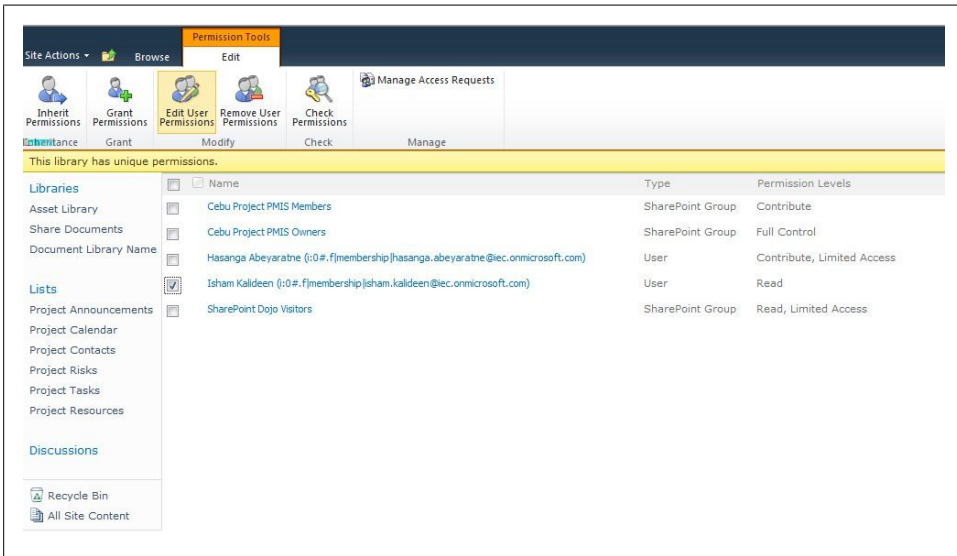 Permission Tools
Site Actions Browse Edit
Inherit Permissions Grant Permissions Edit User Permissions Remove User Permissions Check Permissions Manage Access Requests
Grant Modify Check Manage
This library has unique permissions.
Libraries
Asset Library
Share Documents
Document Library Name
Lists
Project Announcements
Project Calendar
Project Contacts
Project Risks
Project Tasks
Project Resources
Discussions
Recycle Bin
All Site Content
Name Type Permission Levels
Cebu Project PMIS Members SharePoint Group Contribute
Cebu Project PMIS Owners SharePoint Group Full Control
Hasanga Abeyaratne (i:0#.f|membership|hasanga.abeyaratne@iec.onmicrosoft.com) User Contribute, Limited Access
Isham Kalideen (i:0#.f|membership|isham.kalideen@iec.onmicrosoft.com) User Read
SharePoint Dojo Visitors SharePoint Group Read, Limited Access